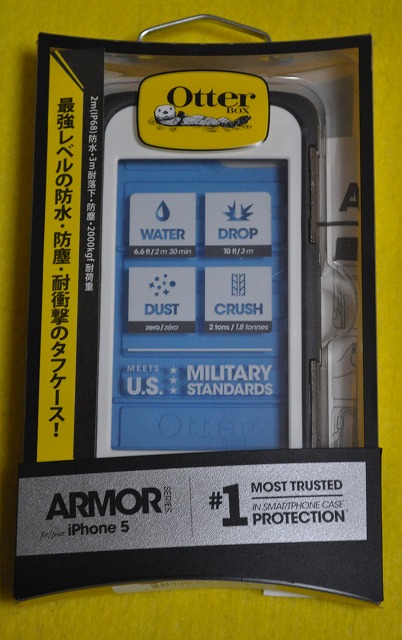 Otter
BOX
2m(IP68)防水・3m耐落下・防塵・2000kgf耐荷重
最強レベルの防水・防塵・耐衝撃のタフケース!
WATER
6.6 ft / 2 m 30 min
DROP
10 ft / 3 m
DUST
zero / zéro
CRUSH
2 tons / 1.8 tonnes
MEETS
U.S.
MILITARY
STANDARDS
Otter
BOX
ARMOR
SERIES
for/pour iPhone 5
#1
MOST TRUSTED
IN SMARTPHONE CASE
PROTECTION